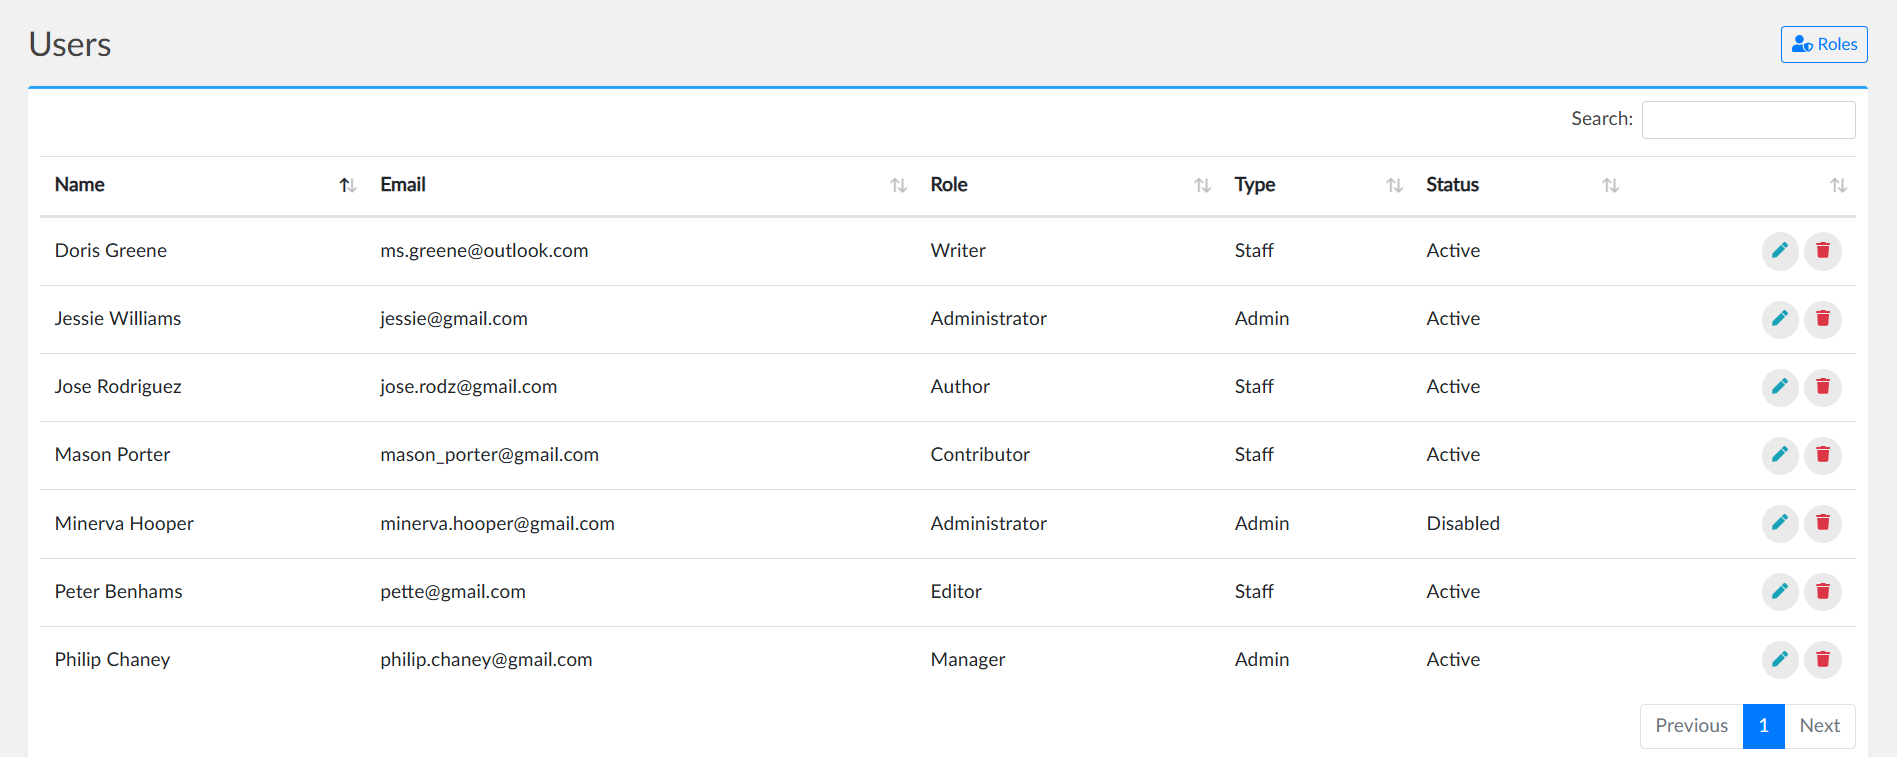 Users
Roles
Search:
Name Email Role Type Status
Doris Greene ms.greene@outlook.com Writer Staff Active
Jessie Williams jessie@gmail.com Administrator Admin Active
Jose Rodriguez jose.rodz@gmail.com Author Staff Active
Mason Porter mason_porter@gmail.com Contributor Staff Active
Minerva Hooper minerva.hooper@gmail.com Administrator Admin Disabled
Peter Benhams pette@gmail.com Editor Staff Active
Philip Chaney philip.chaney@gmail.com Manager Admin Active
Previous 1 Next